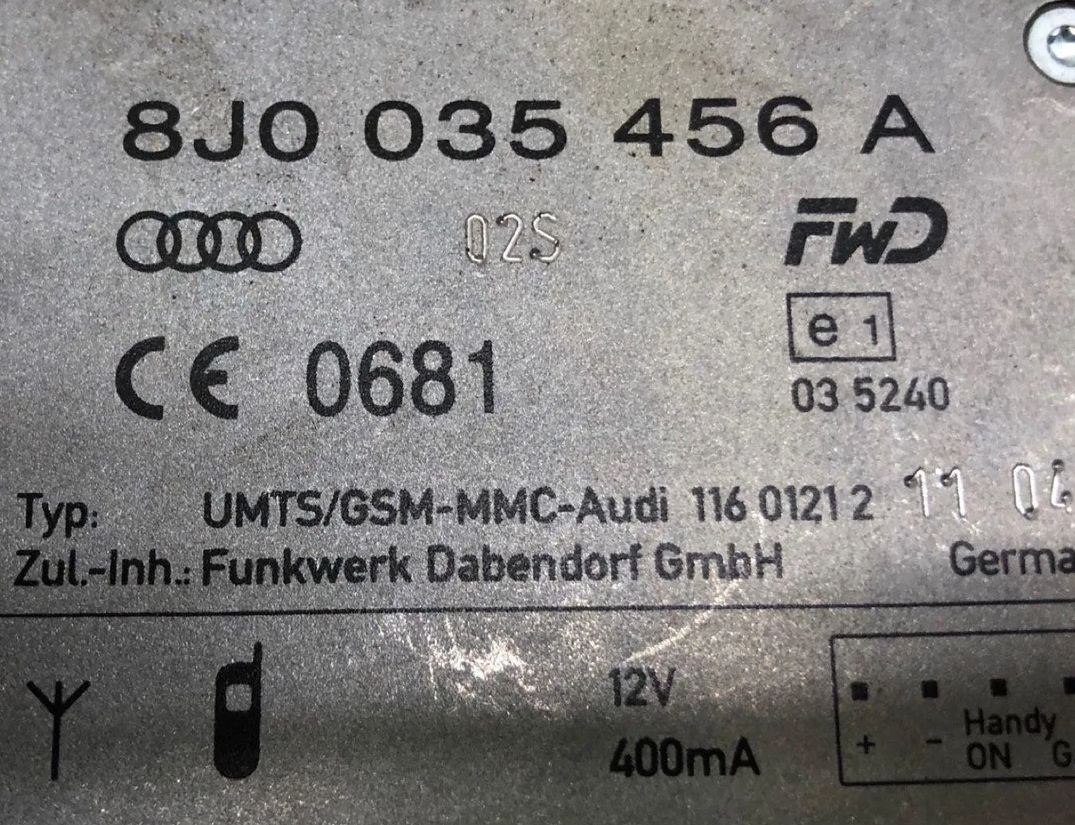 8J0 035 456 A
02S FWD
e 1
CE 0681
03 5240
Typ: UMTS/GSM-MMC-Audi 116 0121 2 11
Zul.-Inh.: Funkwerk Dabendorf GmbH
12V
Handy
+ - ON G
400mA